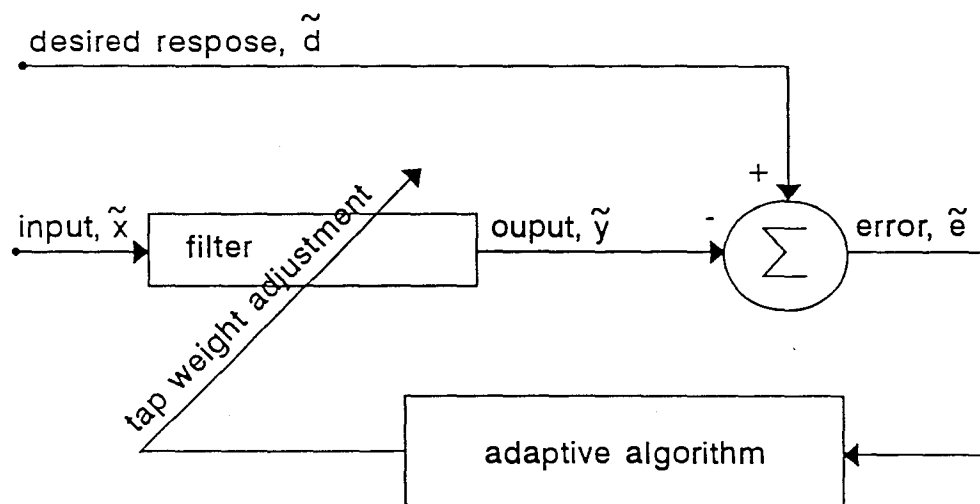 desired respose, d̃
+
input, x̃
filter
tap weight adjustment
ouput, ỹ
-
Σ
error, ẽ
adaptive algorithm